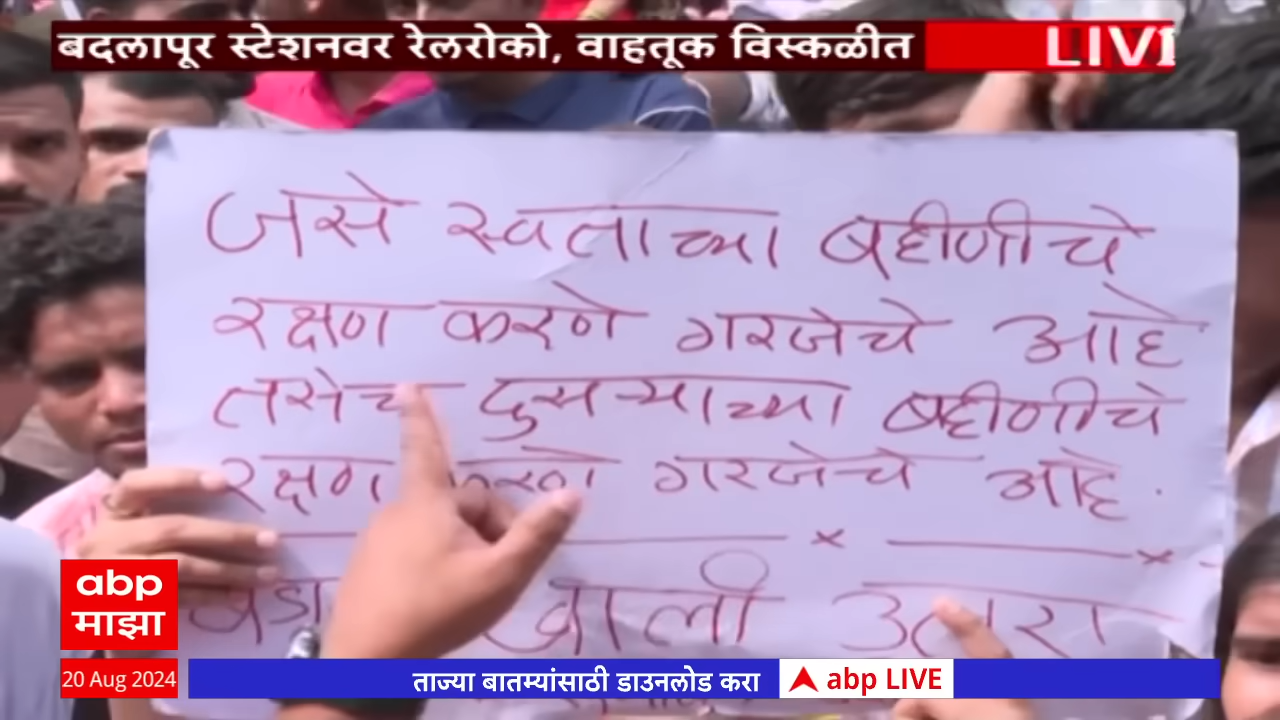 बदलापूर स्टेशनवर रेलरोको, वाहतूक विस्कळीत
LIVE
जसे स्वताच्या बहीणीचे
रक्षण करणे गरजेचे आहे
तसेच दुसऱ्याच्या बहीणीचे
रक्षण करणे गरजेचे आहे.
खाली उतरा
abp
माझा
20 Aug 2024
ताज्या बातम्यांसाठी डाउनलोड करा abp LIVE